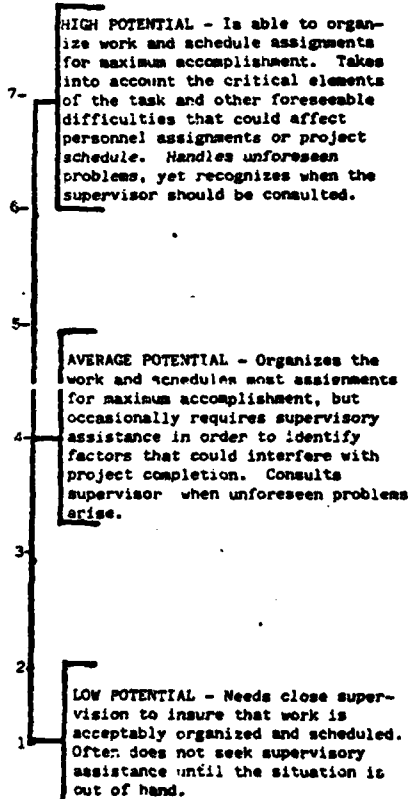 HIGH POTENTIAL - Is able to organ-
ize work and schedule assignments
for maximum accomplishment. Takes
into account the critical elements
7- of the task and other foreseeable
difficulties that could affect
personnel assignments or project
schedule. Handles unforeseen
problems, yet recognizes when the
supervisor should be consulted.
6-
5-
AVERAGE POTENTIAL - Organizes the
work and schedules most assignments
for maximum accomplishment, but
occasionally requires supervisory
4- assistance in order to identify
factors that could interfere with
project completion. Consults
supervisor when unforeseen problems
arise.
3-
2-
LOW POTENTIAL - Needs close super-
vision to insure that work is
1- acceptably organized and scheduled.
Often does not seek supervisory
assistance until the situation is
out of hand.